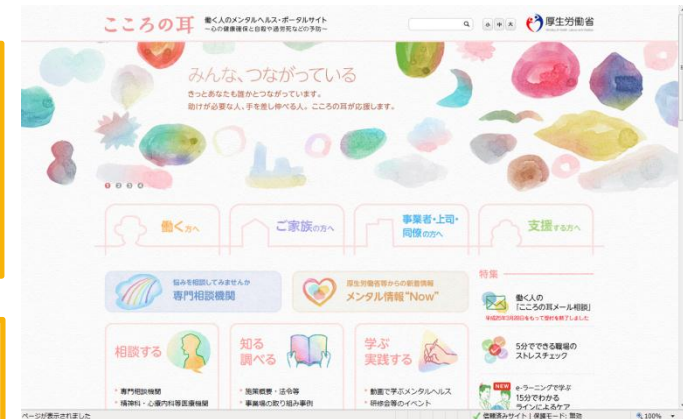 こころの耳
働く人のメンタルヘルス・ポータルサイト
－心の健康確保と自殺や過労死などの予防－
小 中 大
厚生労働省
みんな、つながっている
きっとあなたも誰かとつながっています。
助けが必要な人、手を差し伸べる人。こころの耳が応援します。
1 2 3 4
働く方へ
ご家族の方へ
事業者・上司・
同僚の方へ
支援する方へ
悩みを相談してみませんか
専門相談機関
厚生労働省等からの新着情報
メンタル情報"Now"
特集
働く人の
「こころの耳メール相談」
5分でできる職場の
ストレスチェック
相談する
知る
調べる
学ぶ
実践する
NEW
e-ラーニングで学ぶ
15分でわかる
ラインによるケア
・専門相談機関
・精神科・心療内科等医療機関
・施策概要・法令等
・事業場の取り組み事例
・動画で学ぶメンタルヘルス
・研修会等のイベント
ページが表示されました
信頼済みサイト | 保護モード: 無効
100%